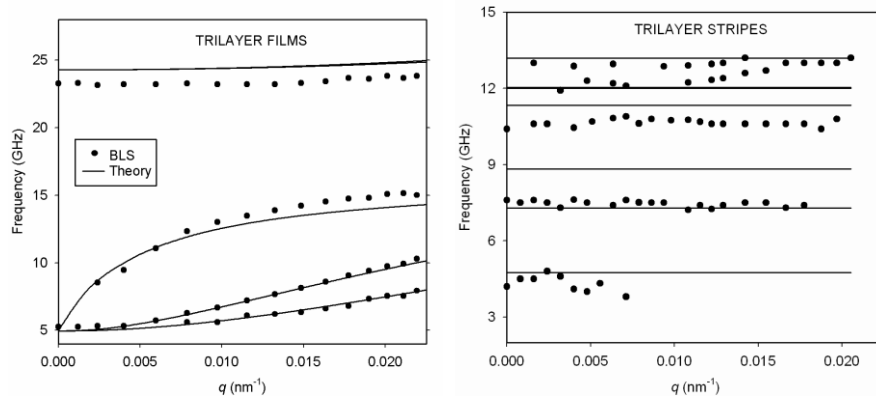 TRILAYER FILMS
25
20
15
10
5
Frequency (GHz)
BLS
Theory
0.000 0.005 0.010 0.015 0.020
q (nm⁻¹)
TRILAYER STRIPES
15
12
9
6
3
Frequency (GHz)
0.000 0.005 0.010 0.015 0.020
q (nm⁻¹)